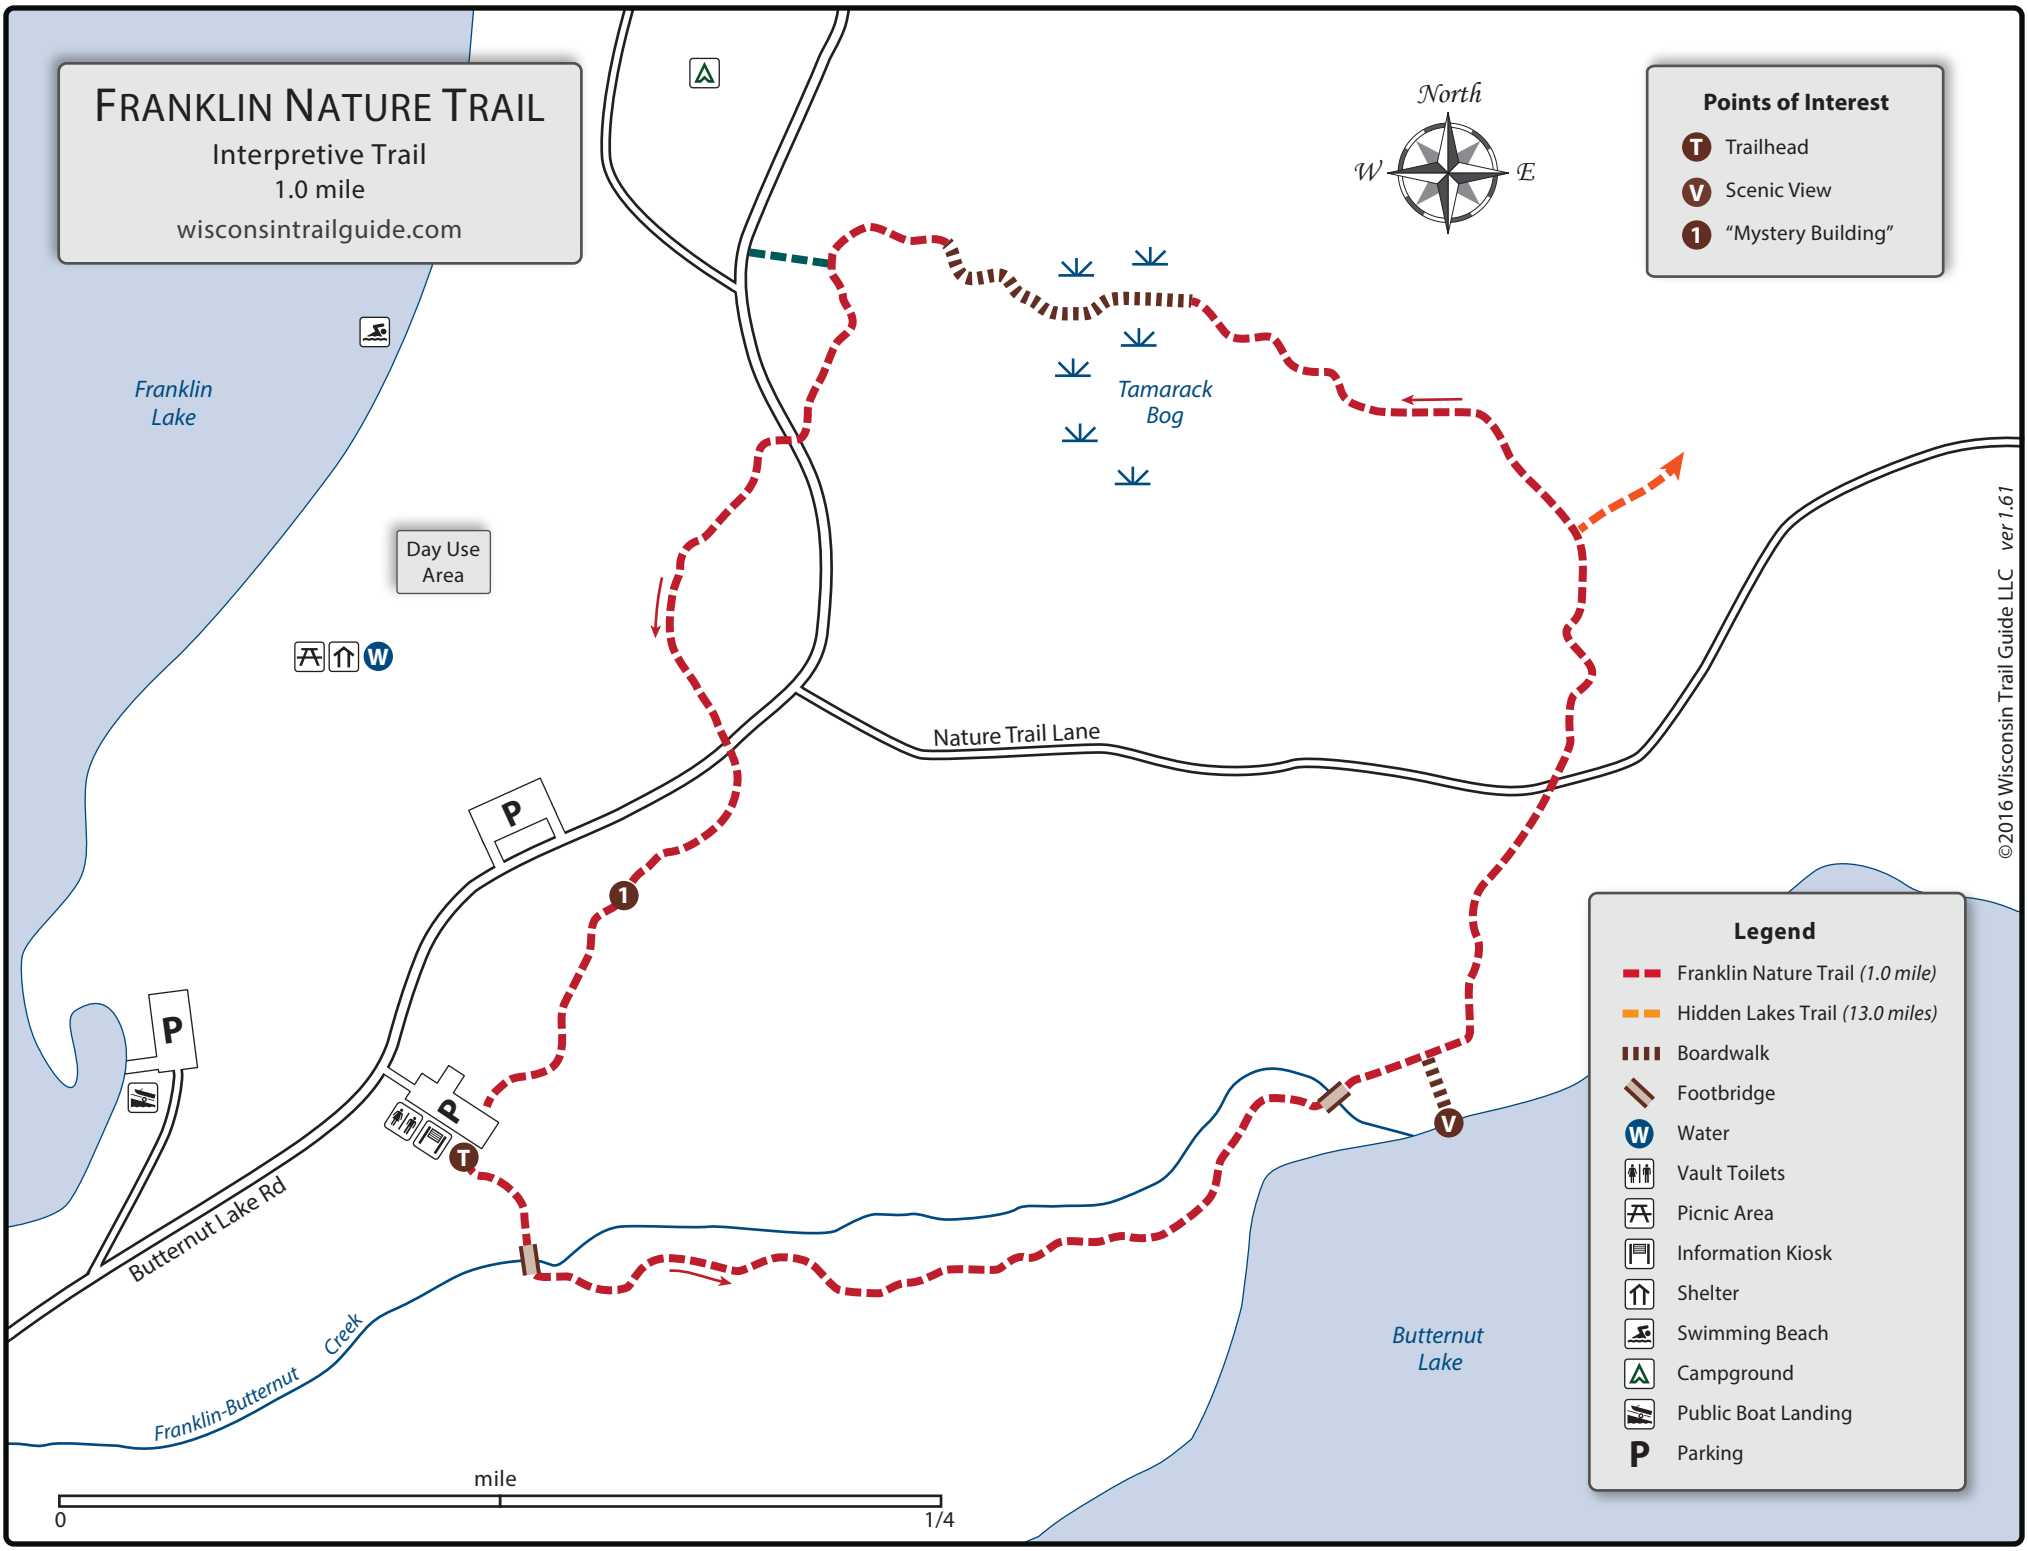 FRANKLIN NATURE TRAIL
Interpretive Trail
1.0 mile
wisconsintrailguide.com
North
W
E
Points of Interest
T Trailhead
V Scenic View
1 “Mystery Building”
Franklin
Lake
Tamarack
Bog
Day Use
Area
W
Nature Trail Lane
P
1
P
P
T
V
Butternut Lake Rd
Franklin-Butternut Creek
Butternut
Lake
©2016 Wisconsin Trail Guide LLC ver 1.61
Legend
Franklin Nature Trail (1.0 mile)
Hidden Lakes Trail (13.0 miles)
Boardwalk
Footbridge
W Water
Vault Toilets
Picnic Area
Information Kiosk
Shelter
Swimming Beach
Campground
Public Boat Landing
P Parking
mile
0 1/4